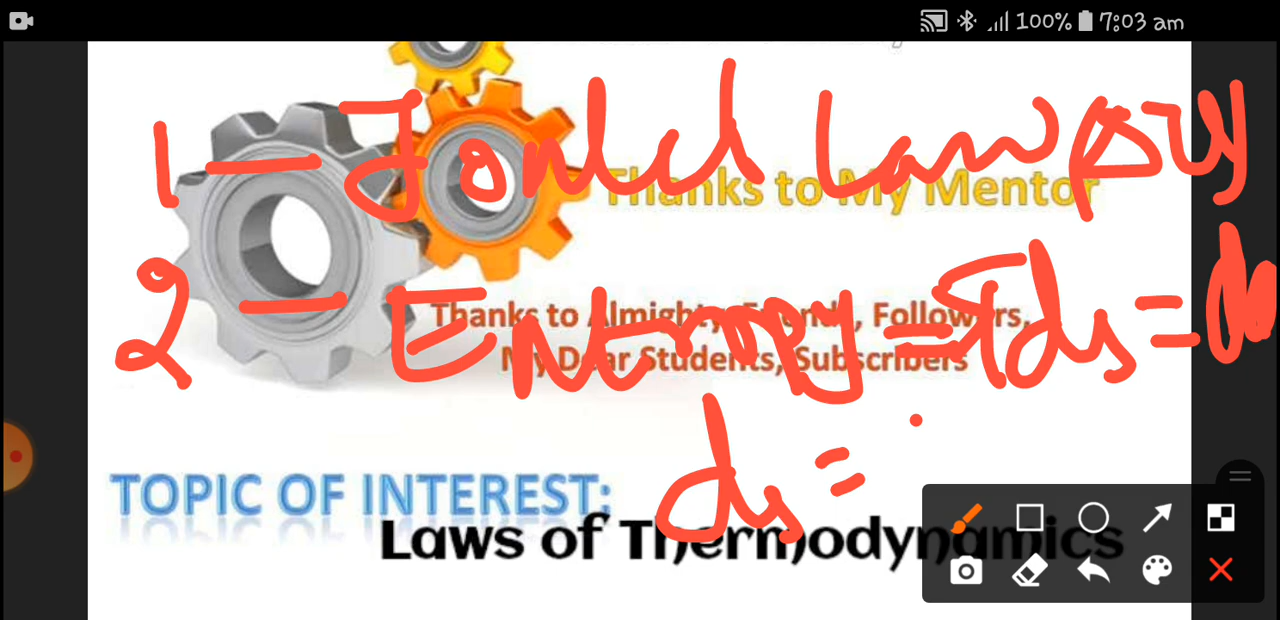 100% 7:03 am
1 — Joule's Law (ΔU)
Thanks to My Mentor
2 — Entropy = Tds =
Thanks to Almighty, Friends, Followers,
My Dear Students, Subscribers
ds =
TOPIC OF INTEREST:
Laws of Thermodynamics